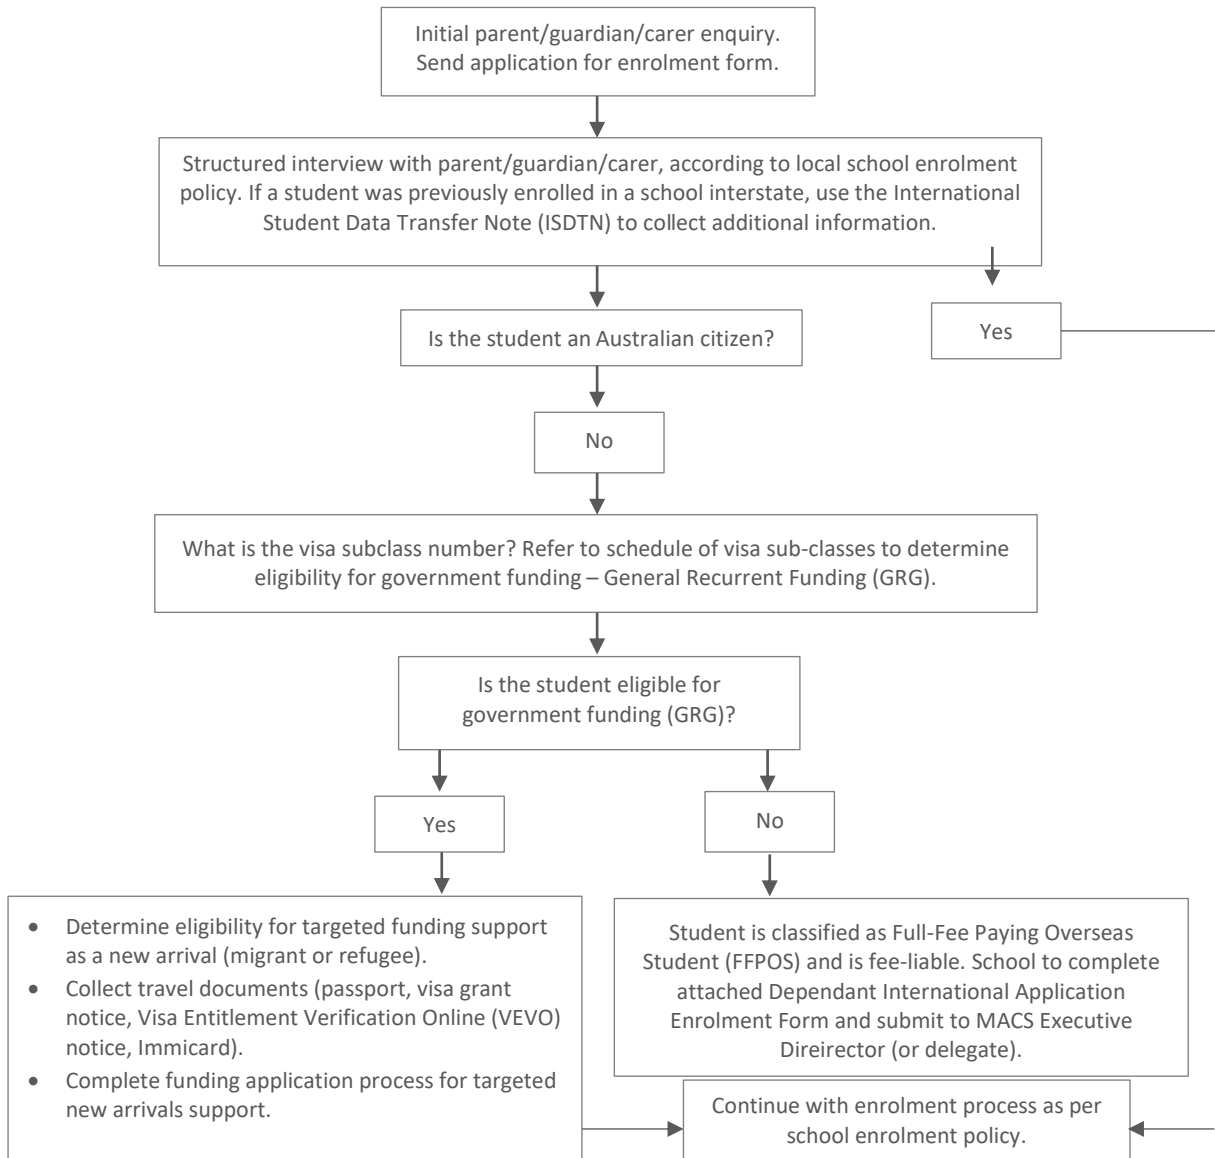 Initial parent/guardian/carer enquiry.
Send application for enrolment form.
Structured interview with parent/guardian/carer, according to local school enrolment
policy. If a student was previously enrolled in a school interstate, use the International
Student Data Transfer Note (ISDTN) to collect additional information.
Is the student an Australian citizen?
Yes
No
What is the visa subclass number? Refer to schedule of visa sub-classes to determine
eligibility for government funding – General Recurrent Funding (GRG).
Is the student eligible for
government funding (GRG)?
Yes
No
• Determine eligibility for targeted funding support
as a new arrival (migrant or refugee).
• Collect travel documents (passport, visa grant
notice, Visa Entitlement Verification Online (VEVO)
notice, Immicard).
• Complete funding application process for targeted
new arrivals support.
Student is classified as Full-Fee Paying Overseas
Student (FFPOS) and is fee-liable. School to complete
attached Dependant International Application
Enrolment Form and submit to MACS Executive
Direirector (or delegate).
Continue with enrolment process as per
school enrolment policy.